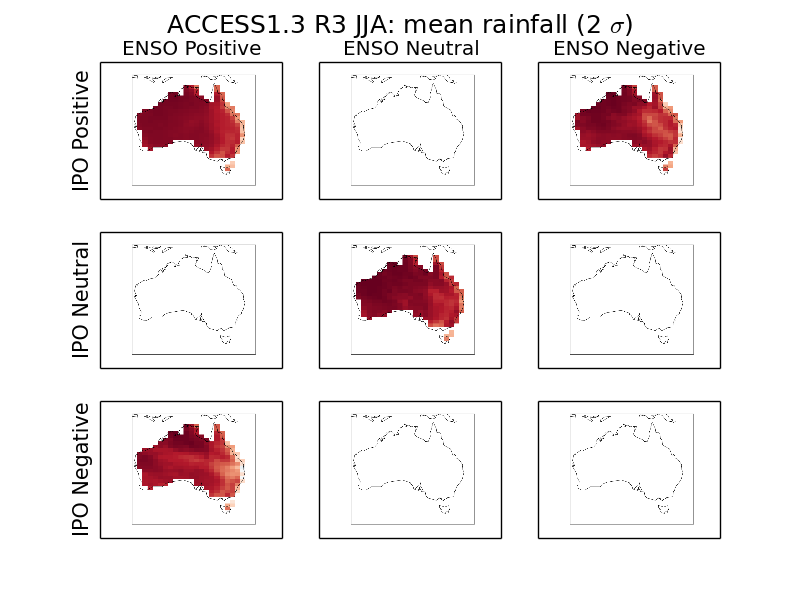 ACCESS1.3 R3 JJA: mean rainfall (2 σ)
ENSO Positive ENSO Neutral ENSO Negative
IPO Positive
IPO Neutral
IPO Negative